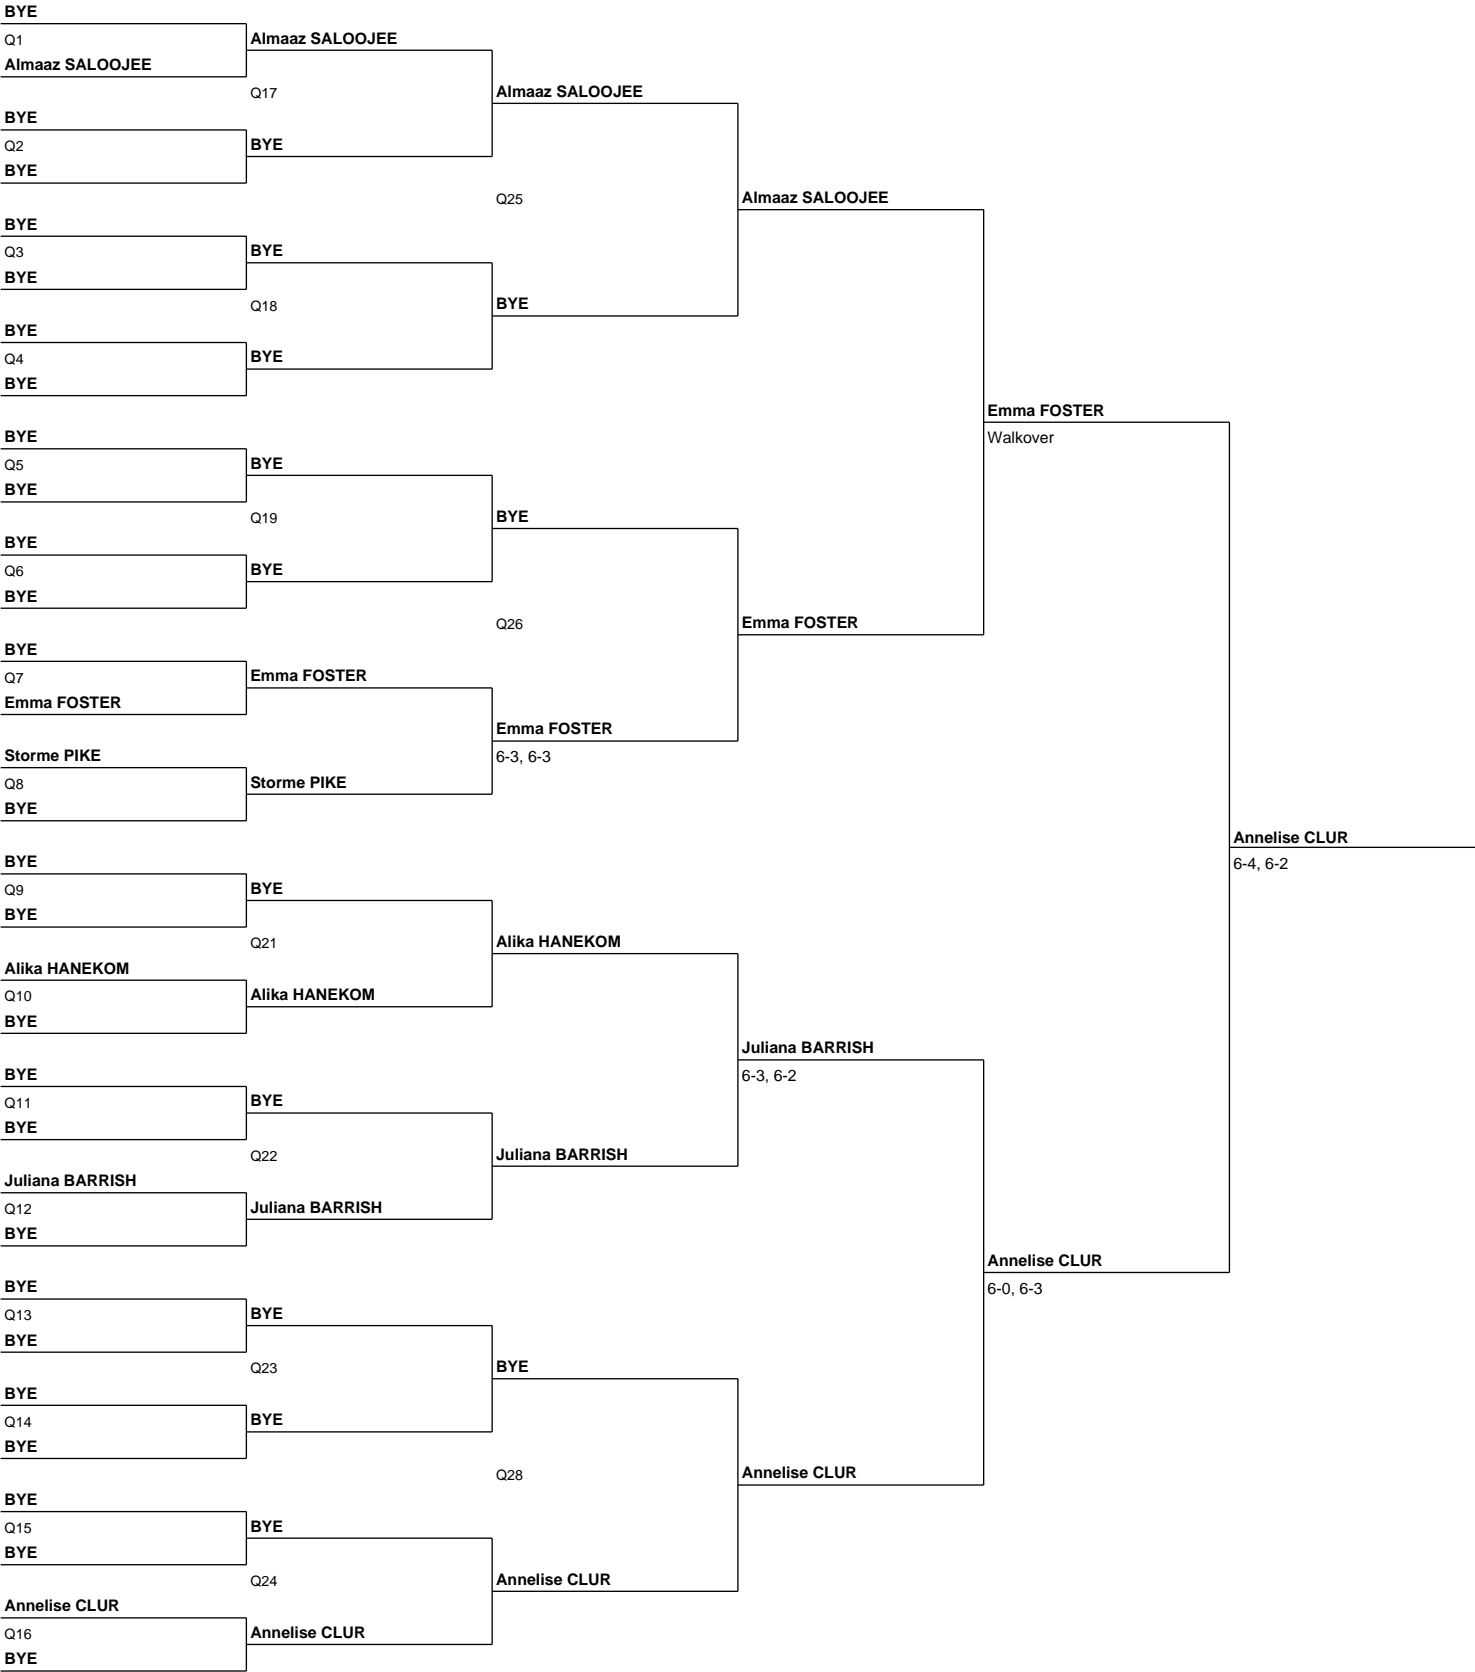 BYE
Q1
Almaaz SALOOJEE
BYE
Q2
BYE
BYE
Q3
BYE
BYE
Q4
BYE
BYE
Q5
BYE
BYE
Q6
BYE
BYE
Q7
Emma FOSTER
Storme PIKE
Q8
BYE
BYE
Q9
BYE
Alika HANEKOM
Q10
BYE
BYE
Q11
BYE
Juliana BARRISH
Q12
BYE
BYE
Q13
BYE
BYE
Q14
BYE
BYE
Q15
BYE
Annelise CLUR
Q16
BYE
Almaaz SALOOJEE
Q17
BYE
BYE
Q18
BYE
BYE
Q19
BYE
Emma FOSTER
Storme PIKE
BYE
Q21
Alika HANEKOM
BYE
Q22
Juliana BARRISH
BYE
Q23
BYE
BYE
Q24
Annelise CLUR
Almaaz SALOOJEE
Q25
BYE
BYE
Q26
Emma FOSTER
6-3, 6-3
Alika HANEKOM
Juliana BARRISH
BYE
Q28
Annelise CLUR
Almaaz SALOOJEE
Emma FOSTER
Juliana BARRISH
6-3, 6-2
Annelise CLUR
Emma FOSTER
Walkover
Annelise CLUR
6-0, 6-3
Annelise CLUR
6-4, 6-2